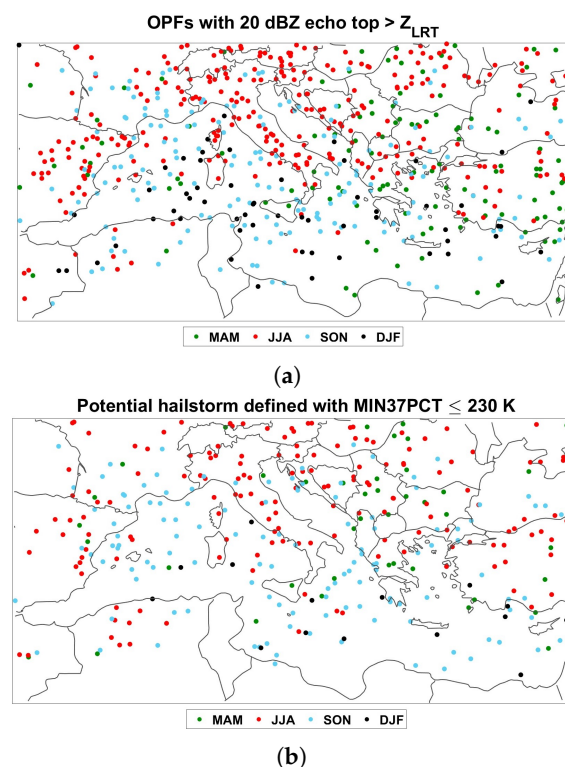 OPFs with 20 dBZ echo top > Z_LRT
MAM JJA SON DJF
(a)
Potential hailstorm defined with MIN37PCT ≤ 230 K
MAM JJA SON DJF
(b)